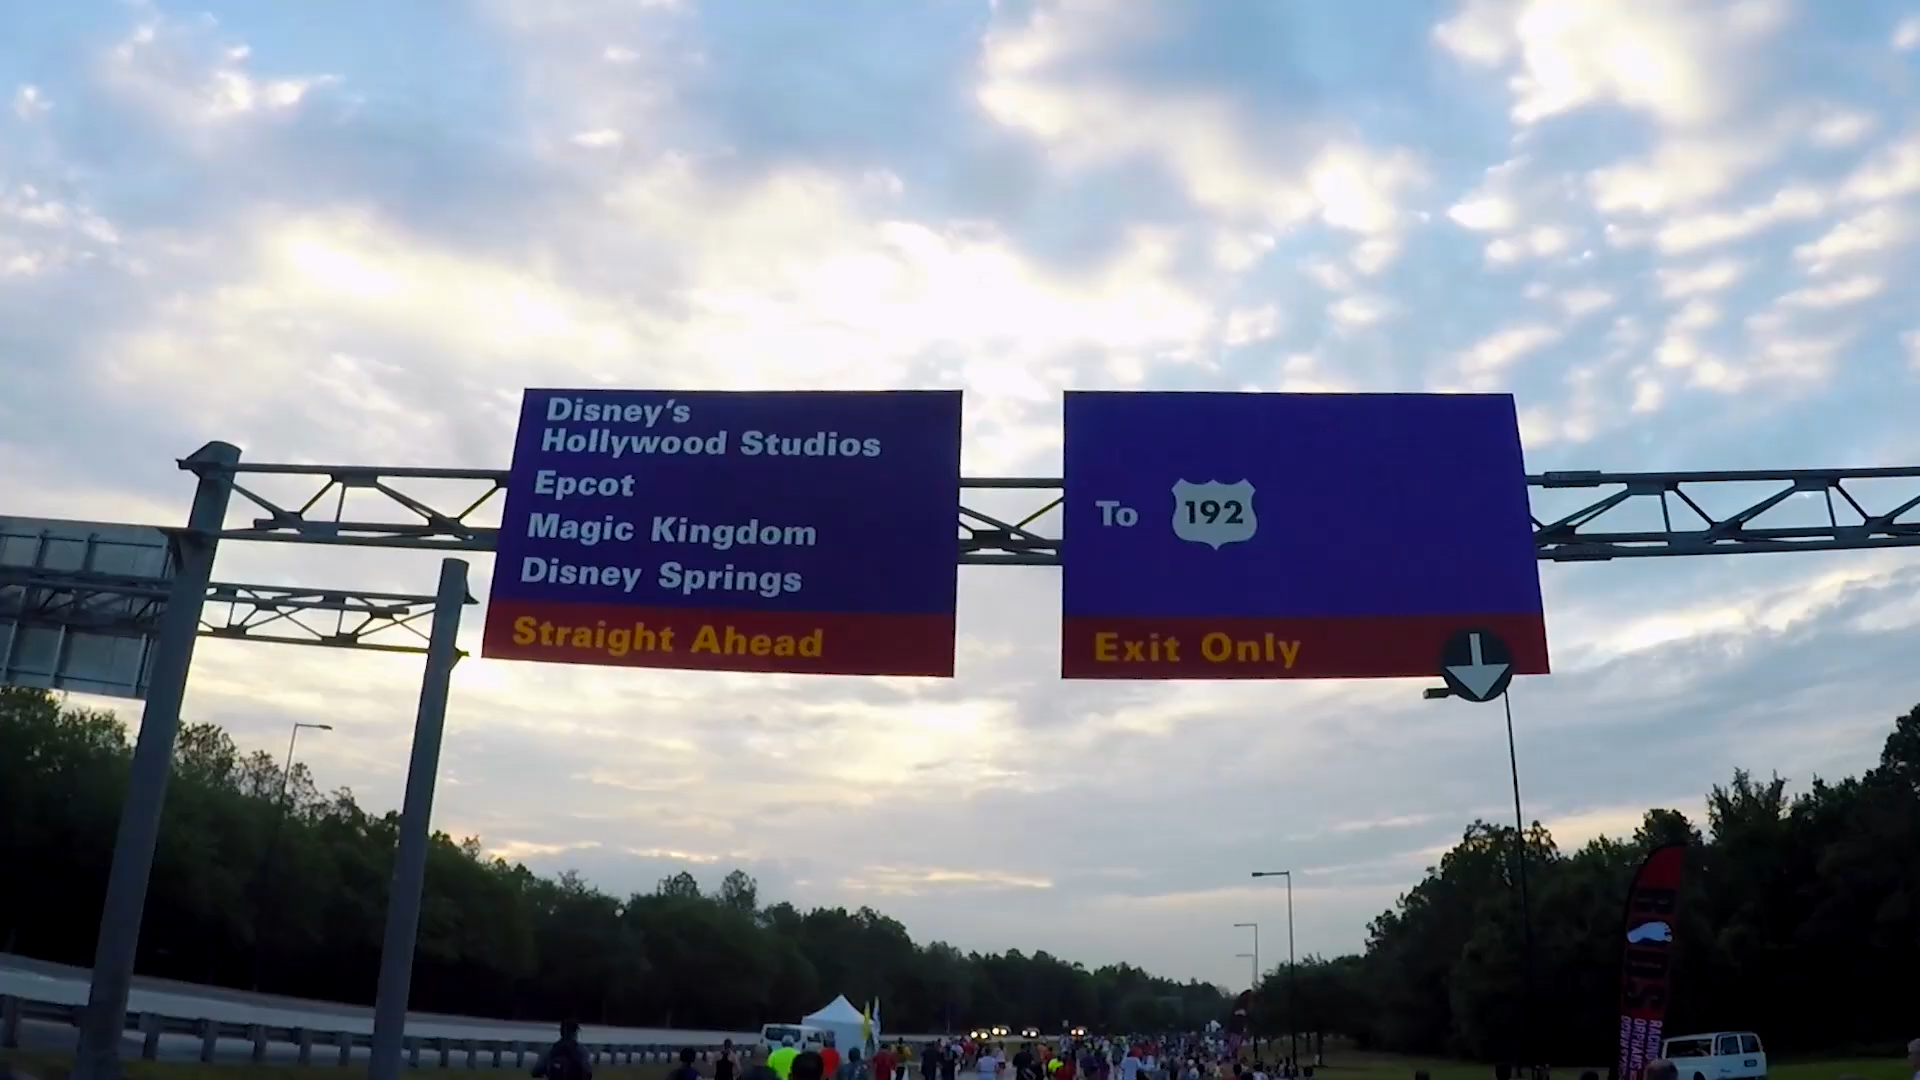 Disney's
Hollywood Studios
Epcot
Magic Kingdom
Disney Springs
Straight Ahead
To 192
Exit Only